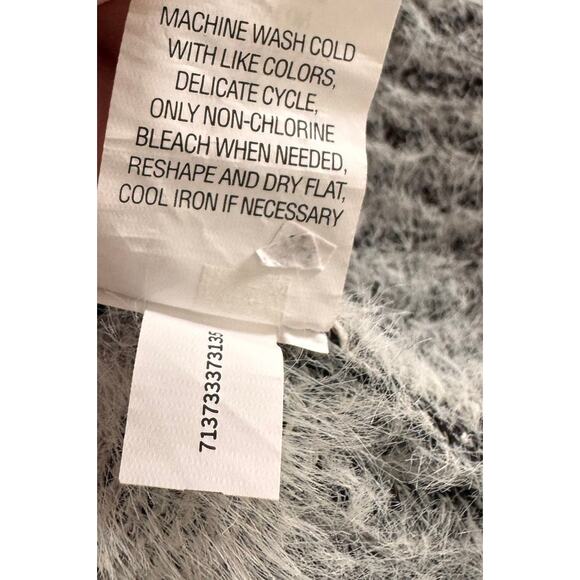 MACHINE WASH COLD
WITH LIKE COLORS,
DELICATE CYCLE,
ONLY NON-CHLORINE
BLEACH WHEN NEEDED,
RESHAPE AND DRY FLAT,
COOL IRON IF NECESSARY
713733373135